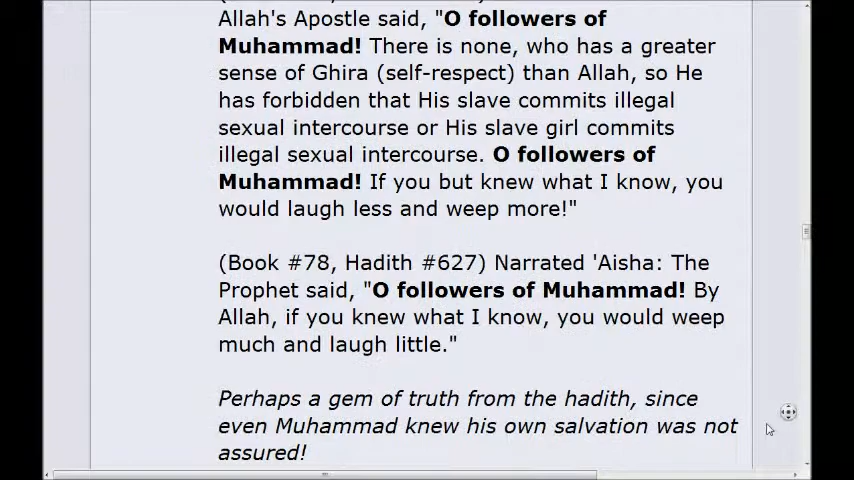 Allah's Apostle said, "O followers of
Muhammad! There is none, who has a greater
sense of Ghira (self-respect) than Allah, so He
has forbidden that His slave commits illegal
sexual intercourse or His slave girl commits
illegal sexual intercourse. O followers of
Muhammad! If you but knew what I know, you
would laugh less and weep more!"
(Book #78, Hadith #627) Narrated 'Aisha: The
Prophet said, "O followers of Muhammad! By
Allah, if you knew what I know, you would weep
much and laugh little."
Perhaps a gem of truth from the hadith, since
even Muhammad knew his own salvation was not
assured!